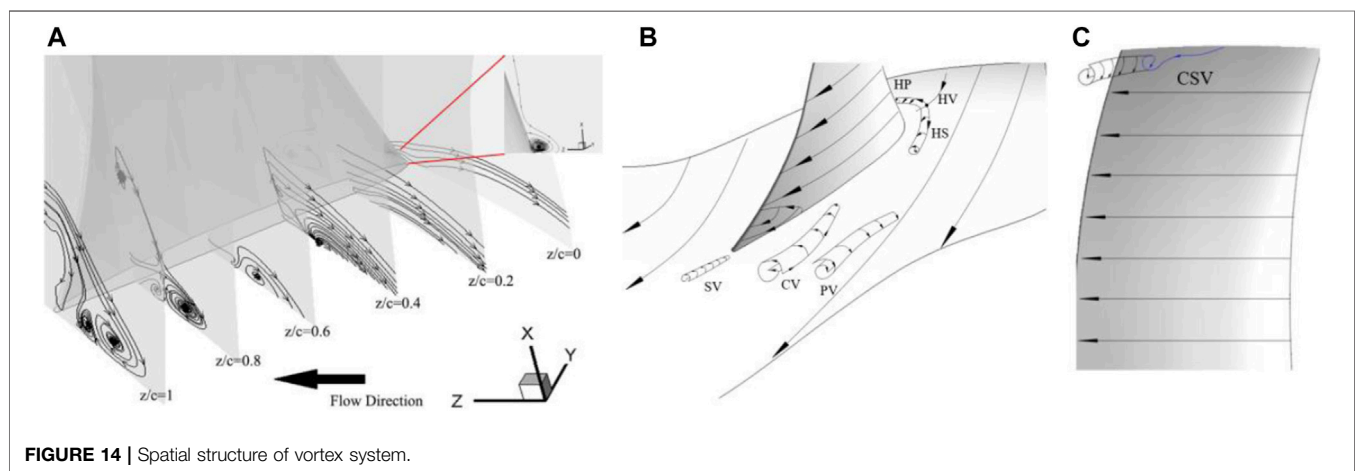 A
B
C
HP
HV
HS
CSV
z/c=0
z/c=0.2
z/c=0.4
z/c=0.6
z/c=0.8
z/c=1
Flow Direction
X
Y
Z
SV
CV
PV
FIGURE 14 | Spatial structure of vortex system.